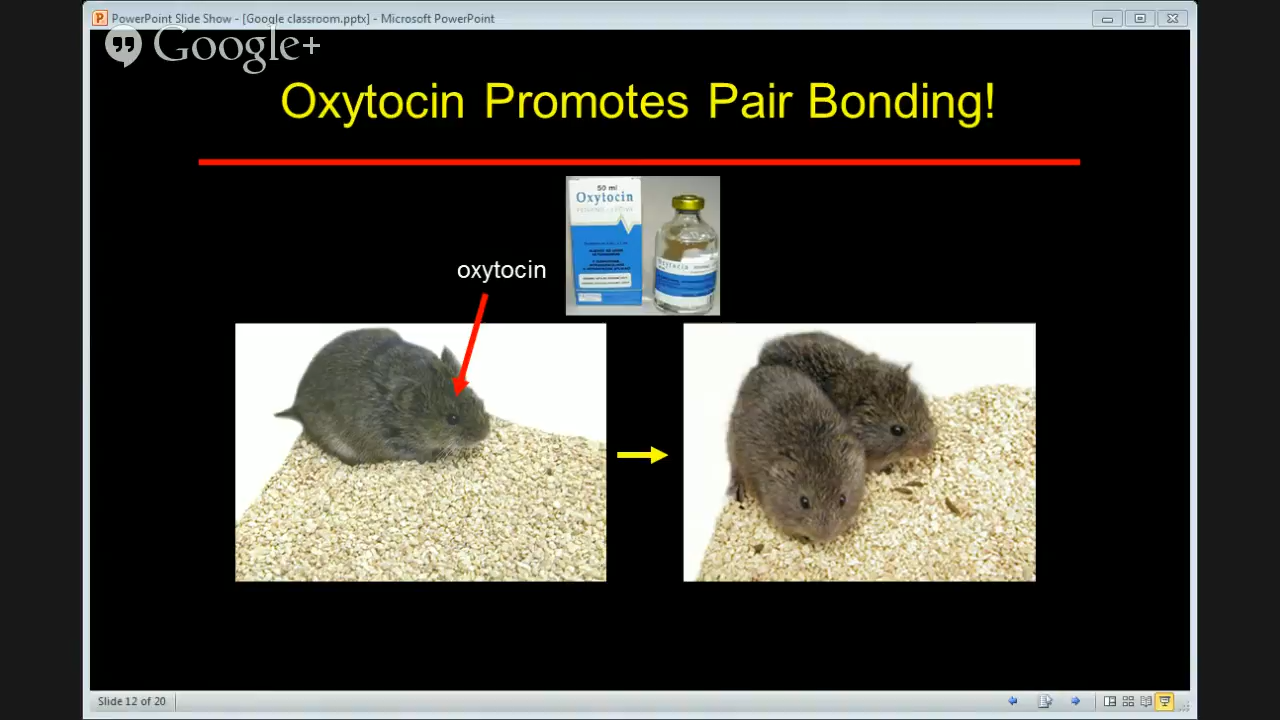 PowerPoint Slide Show - [Google classroom.pptx] - Microsoft PowerPoint
Google+
Oxytocin Promotes Pair Bonding!
50 ml
Oxytocin
oxytocin
Slide 12 of 20